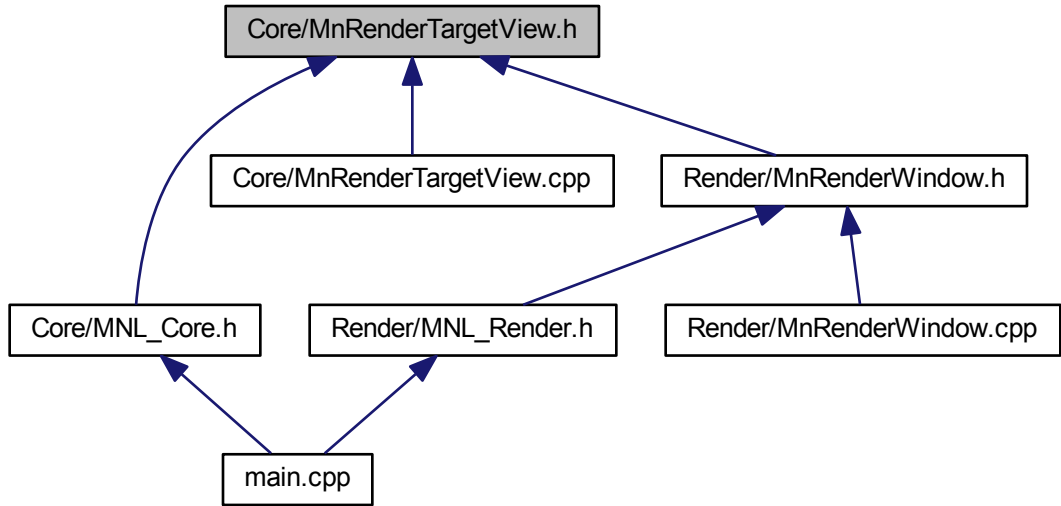 Core/MnRenderTargetView.h
Core/MnRenderTargetView.cpp
Render/MnRenderWindow.h
Core/MNL_Core.h
Render/MNL_Render.h
Render/MnRenderWindow.cpp
main.cpp